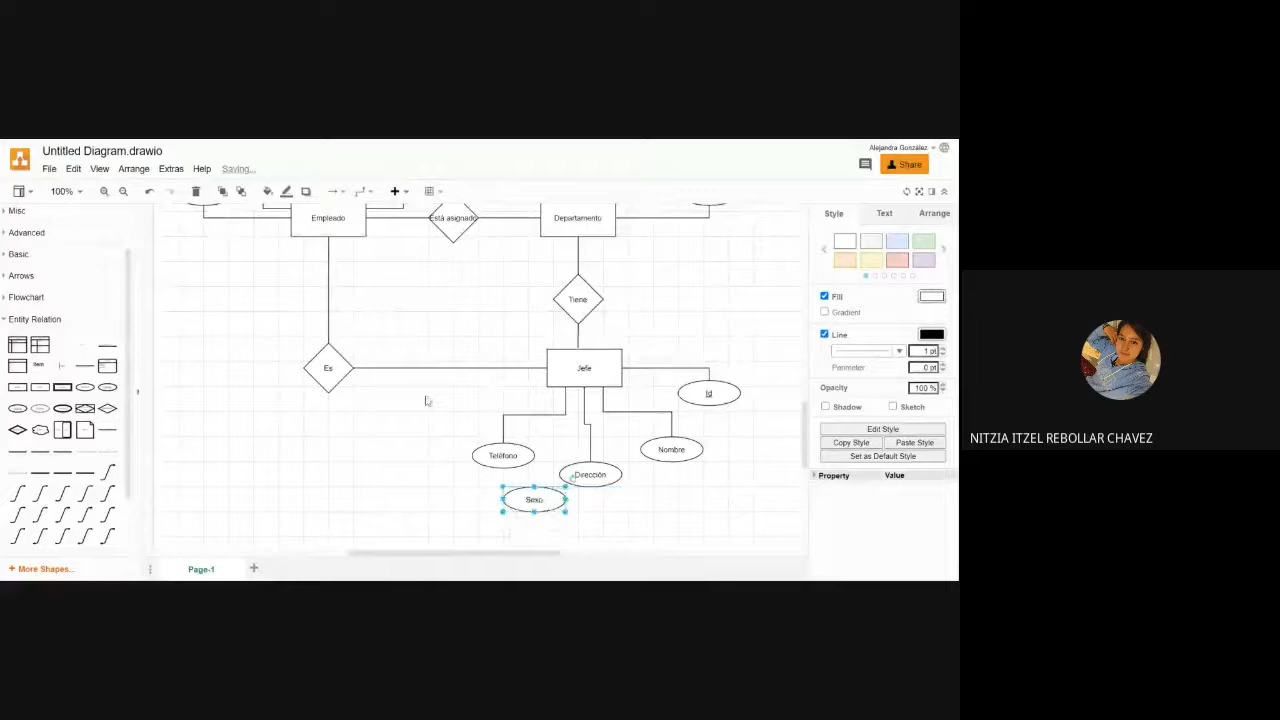 Untitled Diagram.drawio
Alejandra González
File Edit View Arrange Extras Help Saving...
Share
100%
Misc
Advanced
Basic
Arrows
Flowchart
Entity Relation
Item
+ More Shapes...
Empleado
Está asignado
Departamento
Tiene
Es
Jefe
Id
Teléfono
Nombre
Dirección
Sexo
Page-1
Style Text Arrange
Fill
Gradient
Line
1 pt
Perimeter 0 pt
Opacity 100 %
Shadow Sketch
Edit Style
Copy Style Paste Style
Set as Default Style
Property Value
NITZIA ITZEL REBOLLAR CHAVEZ